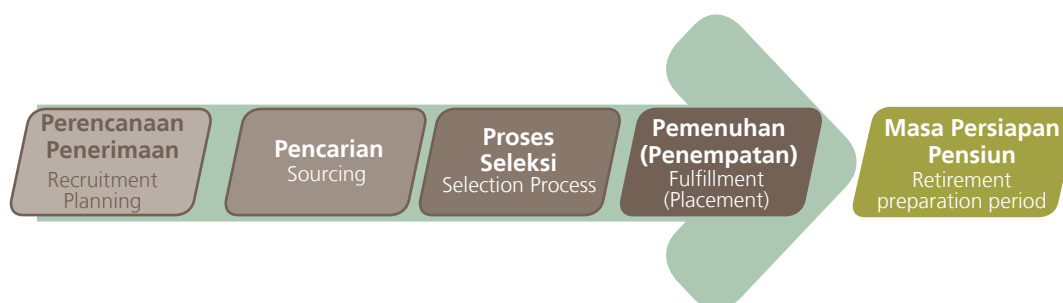 Perencanaan
Penerimaan
Recruitment
Planning
Pencarian
Sourcing
Proses
Seleksi
Selection Process
Pemenuhan
(Penempatan)
Fulfillment
(Placement)
Masa Persiapan
Pensiun
Retirement
preparation period